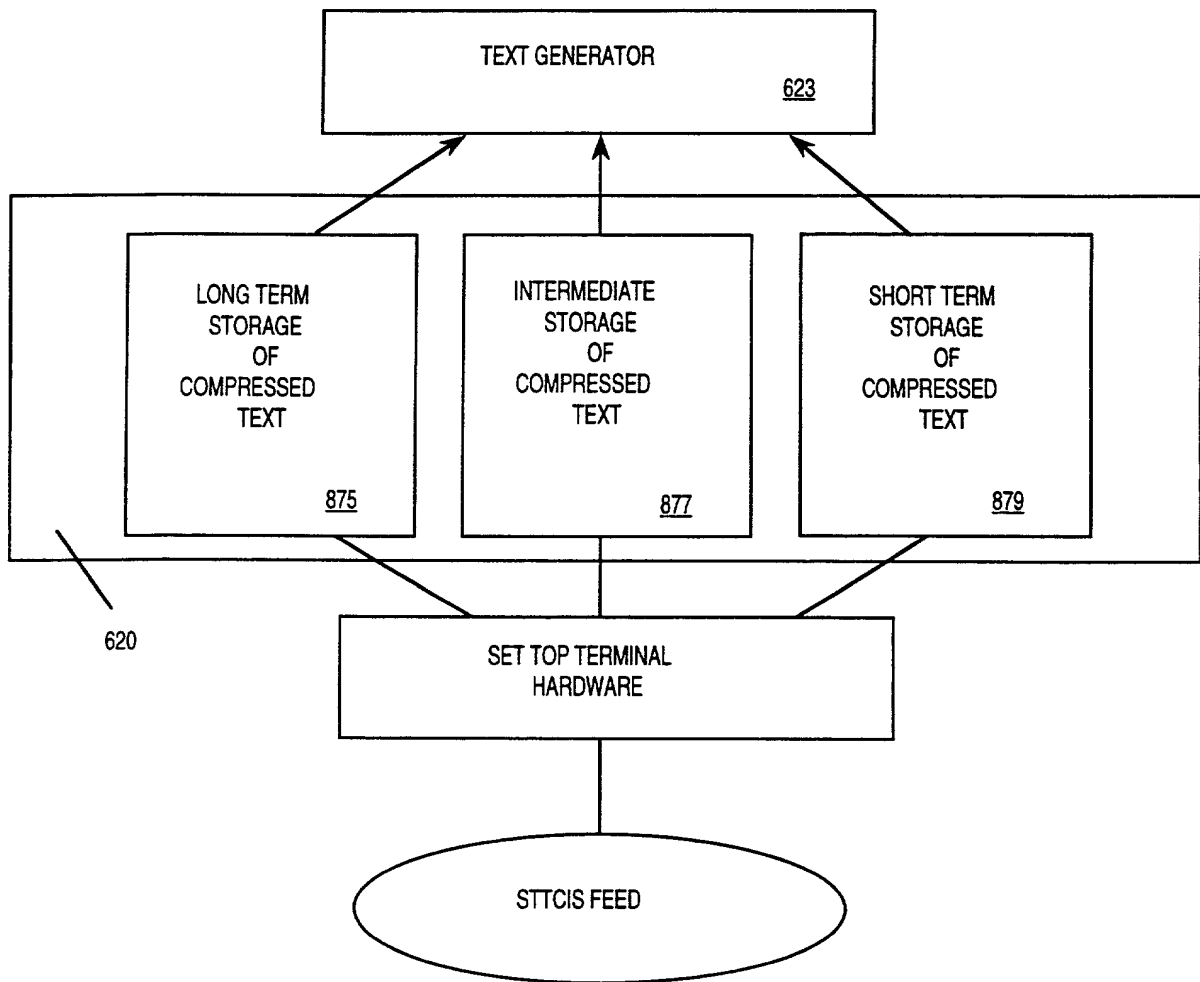 TEXT GENERATOR
623
LONG TERM
STORAGE
OF
COMPRESSED
TEXT
875
INTERMEDIATE
STORAGE
OF
COMPRESSED
TEXT
877
SHORT TERM
STORAGE
OF
COMPRESSED
TEXT
879
620
SET TOP TERMINAL
HARDWARE
STTCIS FEED